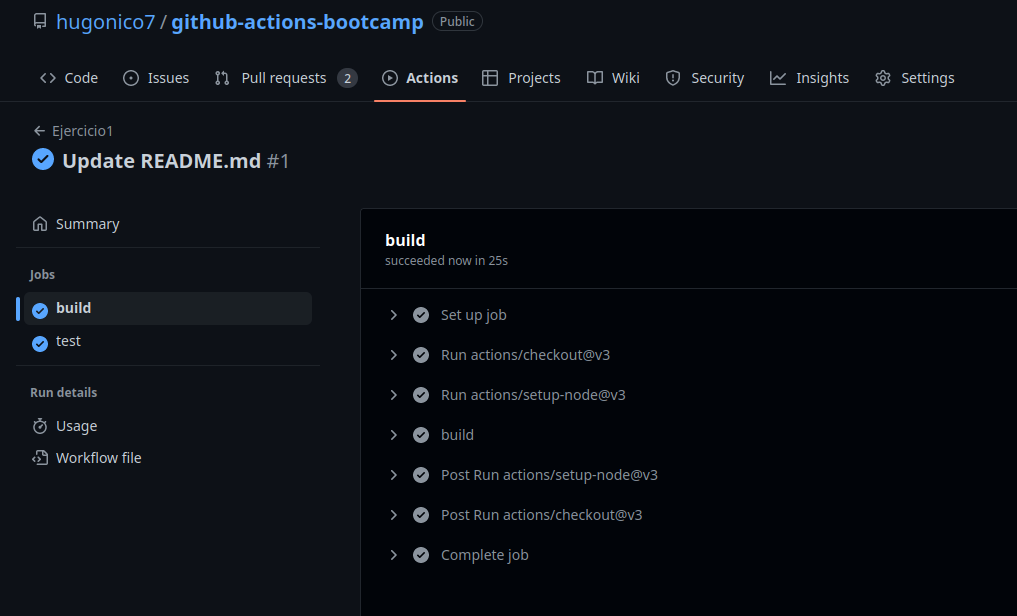 hugonico7 / github-actions-bootcamp Public
Code Issues Pull requests 2 Actions Projects Wiki Security Insights Settings
Ejercicio1
Update README.md #1
Summary
Jobs
build
test
Run details
Usage
Workflow file
build
succeeded now in 25s
Set up job
Run actions/checkout@v3
Run actions/setup-node@v3
build
Post Run actions/setup-node@v3
Post Run actions/checkout@v3
Complete job